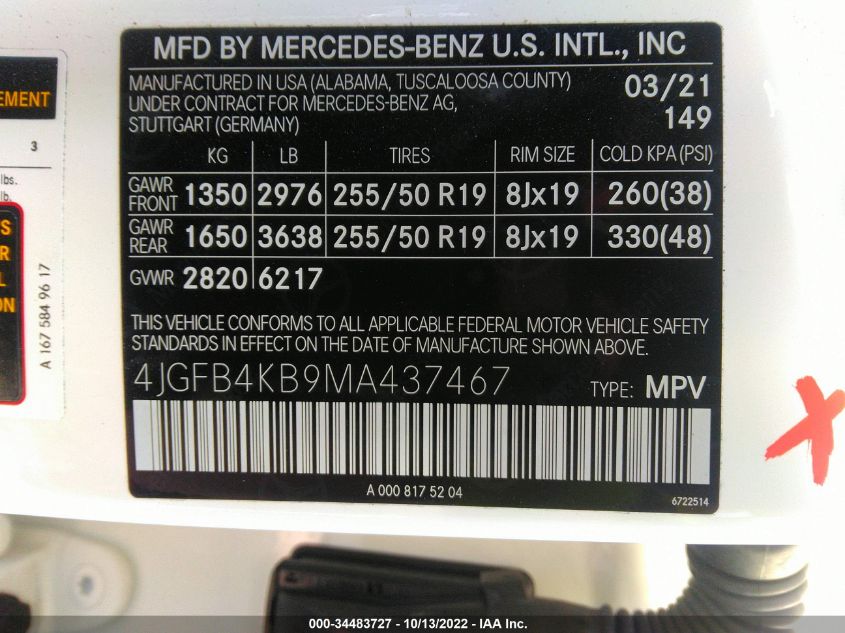 MFD BY MERCEDES-BENZ U.S. INTL., INC
MANUFACTURED IN USA (ALABAMA, TUSCALOOSA COUNTY)
UNDER CONTRACT FOR MERCEDES-BENZ AG,
STUTTGART (GERMANY)
03/21
149
KG LB TIRES RIM SIZE COLD KPA (PSI)
GAWR FRONT 1350 2976 255/50 R19 8Jx19 260(38)
GAWR REAR 1650 3638 255/50 R19 8Jx19 330(48)
GVWR 2820 6217
THIS VEHICLE CONFORMS TO ALL APPLICABLE FEDERAL MOTOR VEHICLE SAFETY
STANDARDS IN EFFECT ON THE DATE OF MANUFACTURE SHOWN ABOVE.
4JGFB4KB9MA437467 TYPE: MPV
A 000 817 52 04
6722514
EMENT
3
lbs.
lb.
S
R
L
ON
A 167 584 96 17
X
000-34483727 - 10/13/2022 - IAA Inc.